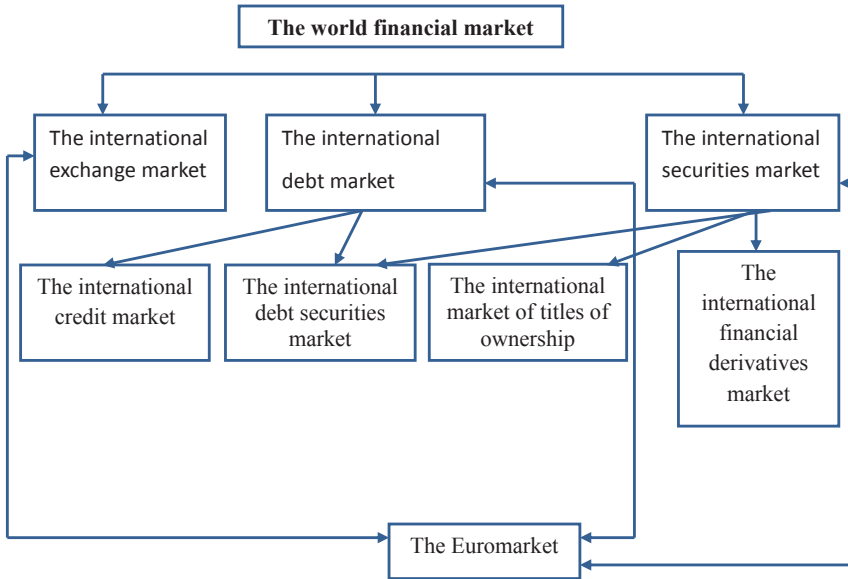 The world financial market
The international
exchange market
The international
debt market
The international
securities market
The international
credit market
The international
debt securities
market
The international
market of titles of
ownership
The
international
financial
derivatives
market
The Euromarket